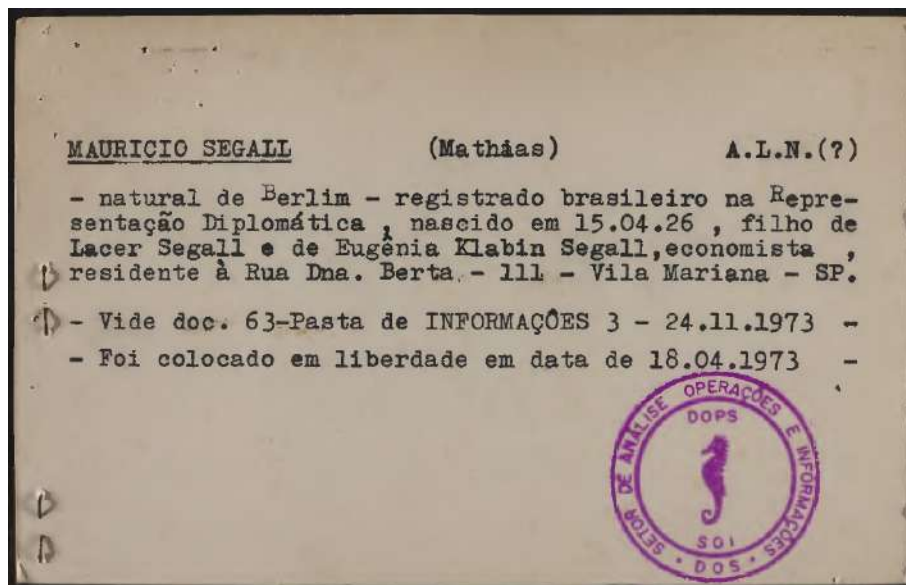 MAURICIO SEGALL (Mathias) A.L.N.(?)
- natural de Berlim - registrado brasileiro na Repre-
sentação Diplomática , nascido em 15.04.26 , filho de
Lacer Segall e de Eugênia Klabin Segall,economista ,
residente à Rua Dna. Berta - 111 - Vila Mariana - SP.
- Vide doc. 63-Pasta de INFORMAÇÕES 3 - 24.11.1973 -
- Foi colocado em liberdade em data de 18.04.1973 -
SETOR DE ANÁLISE OPERAÇÕES E INFORMAÇÕES
DOPS
SOI
DOS